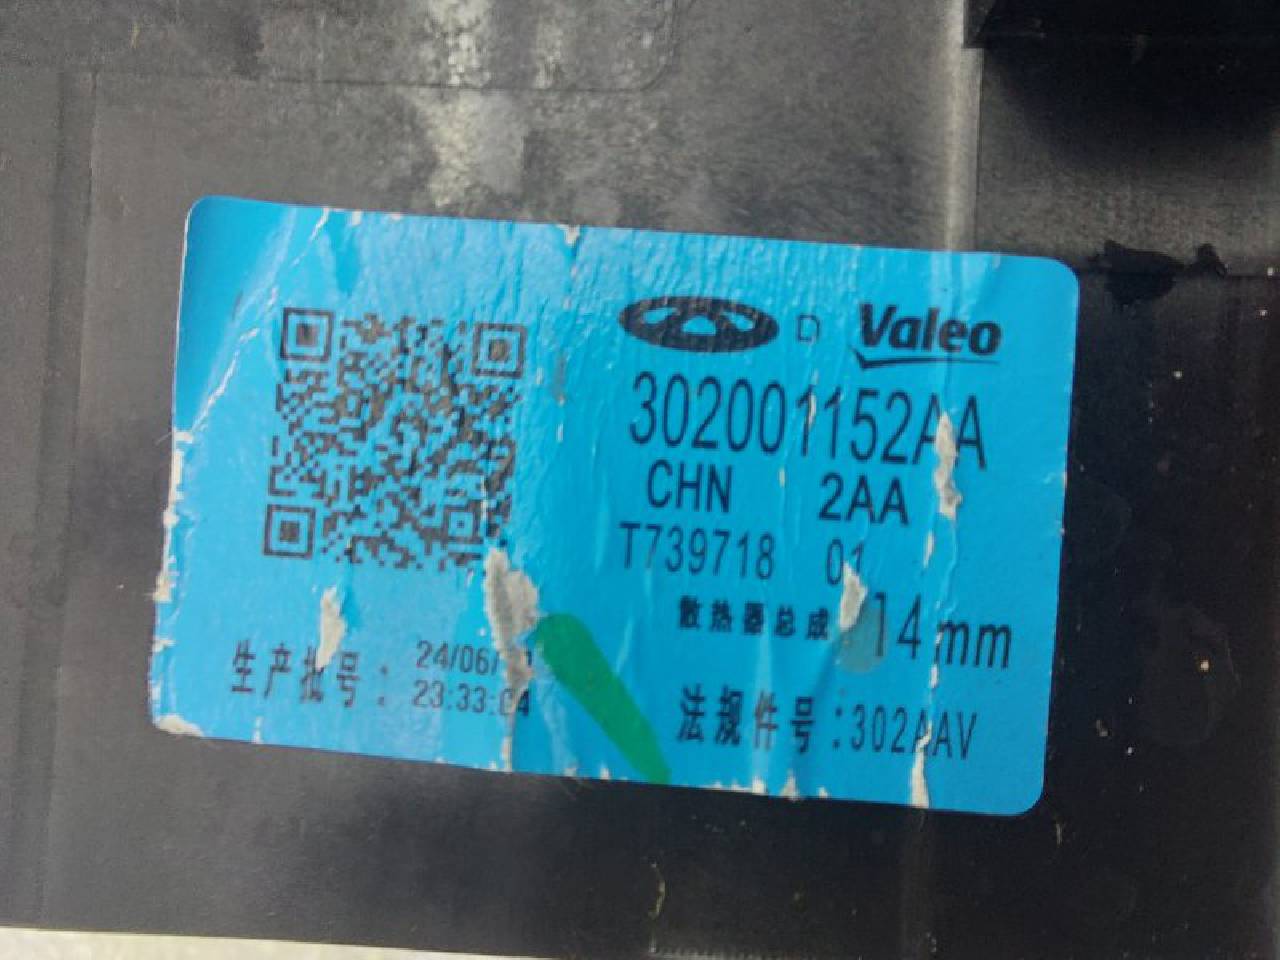 D Valeo
302001152AA
CHN 2AA
T739718 01
散热器总成 14mm
生产批号： 24/06/
23:33:
法规件号：302AAV